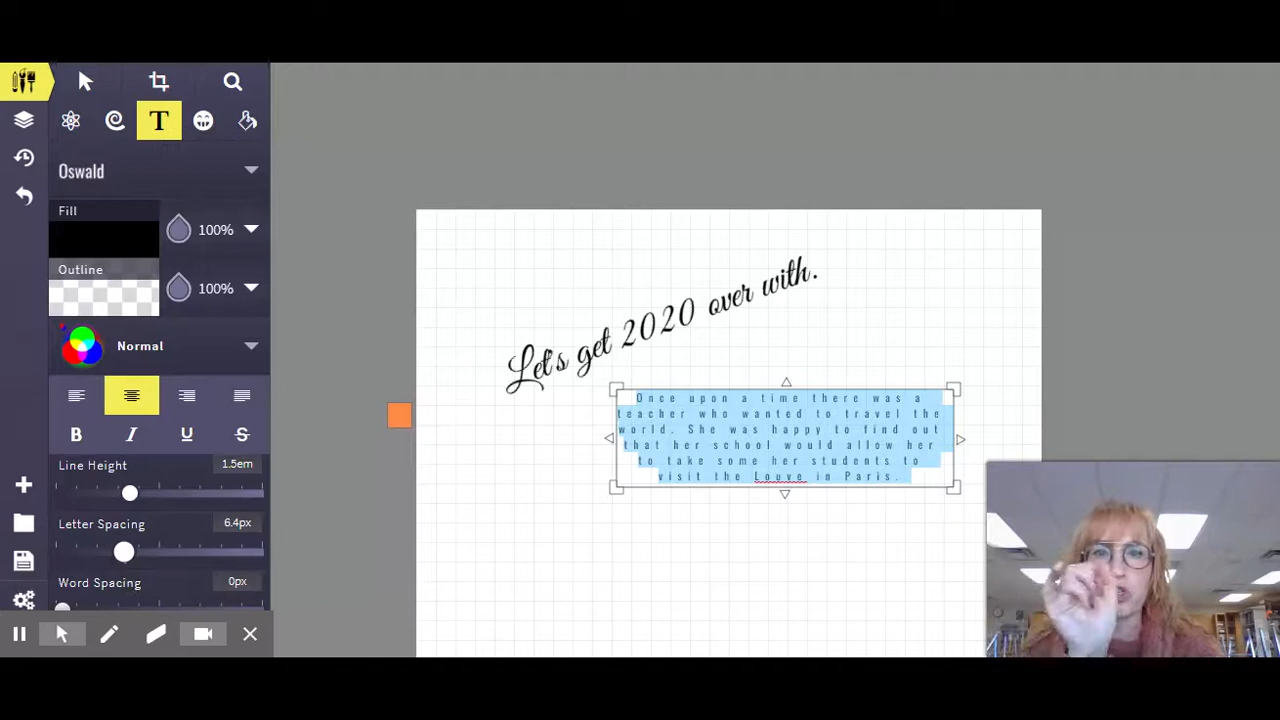 T
Oswald
Fill
100%
Outline
100%
Normal
B I U S
Line Height 1.5em
Letter Spacing 6.4px
Word Spacing 0px
Let's get 2020 over with.
Once upon a time there was a
teacher who wanted to travel the
world. She was happy to find out
that her school would allow her
to take some her students to
visit the Louve in Paris.